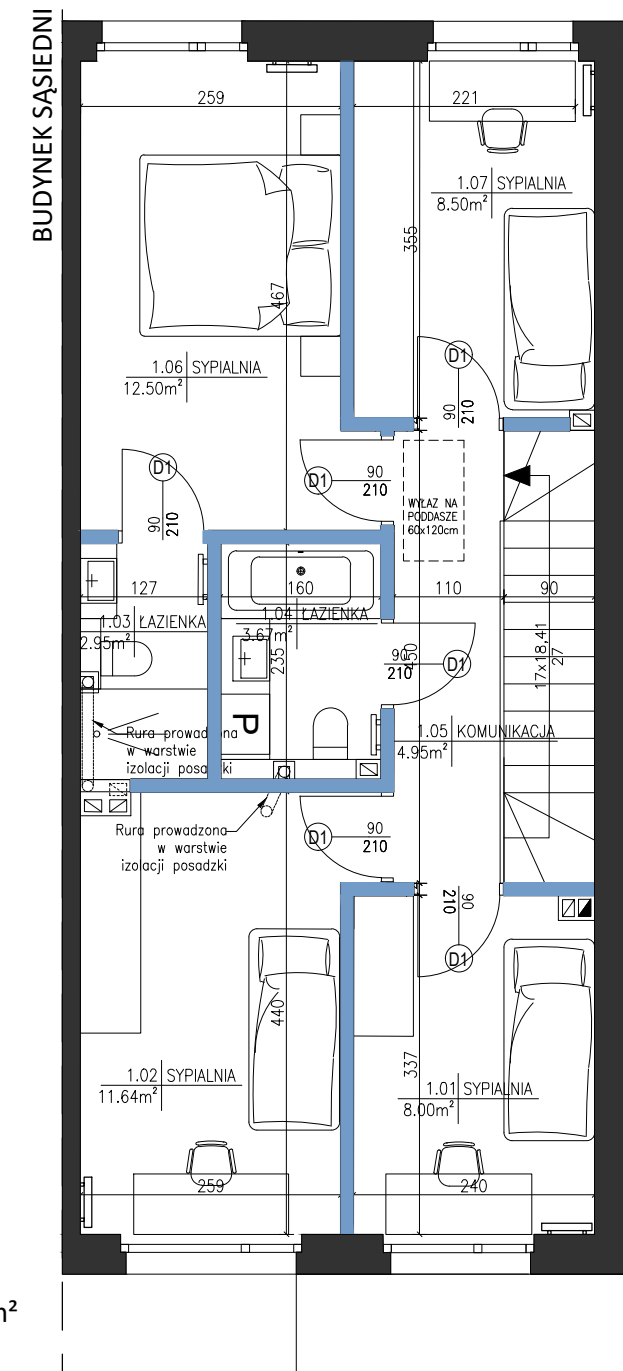 BUDYNEK SĄSIEDNI
259
221
1.07 SYPIALNIA
8.50m²
355
467
1.06 SYPIALNIA
12.50m²
D1
90
210
D1
90
210
D1
90
210
WYŁAZ NA
PODDASZE
60x120cm
127
160
110
90
1.03 ŁAZIENKA
2.95m²
1.04 ŁAZIENKA
3.67m²
235
D1
90
210
450
17x18,41
27
P
1.05 KOMUNIKACJA
4.95m²
Rura prowadzona
w warstwie
izolacji posadzki
Rura prowadzona
w warstwie
izolacji posadzki
D1
90
210
D1
90
210
440
337
1.02 SYPIALNIA
11.64m²
1.01 SYPIALNIA
8.00m²
259
240
m²